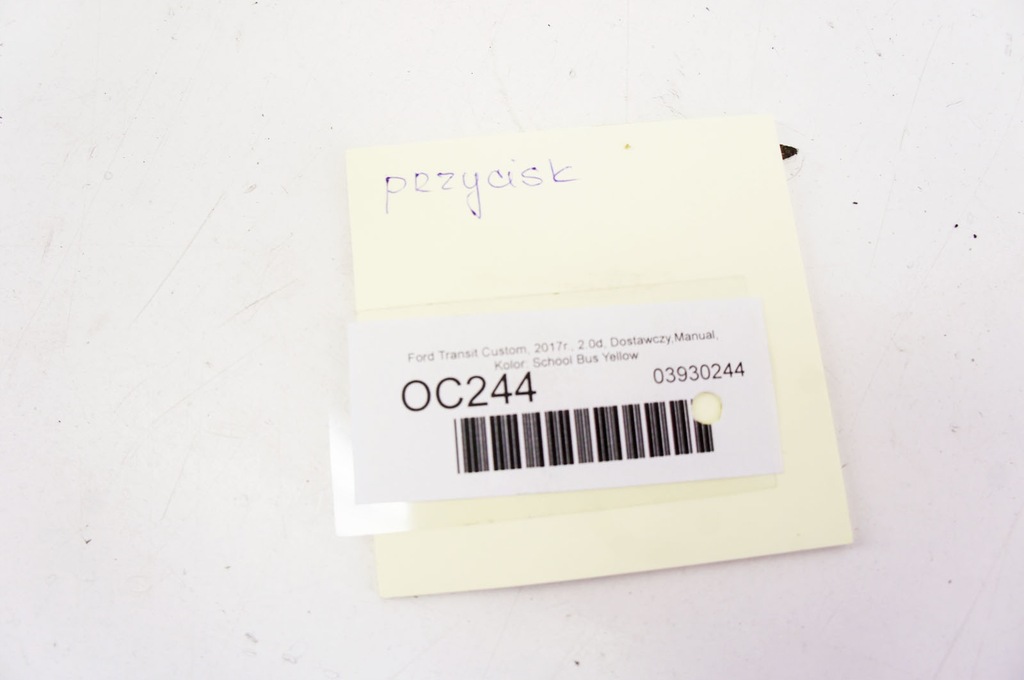 przycisk
Ford Transit Custom, 2017r., 2.0d, Dostawczy,Manual,
Kolor: School Bus Yellow
OC244
03930244